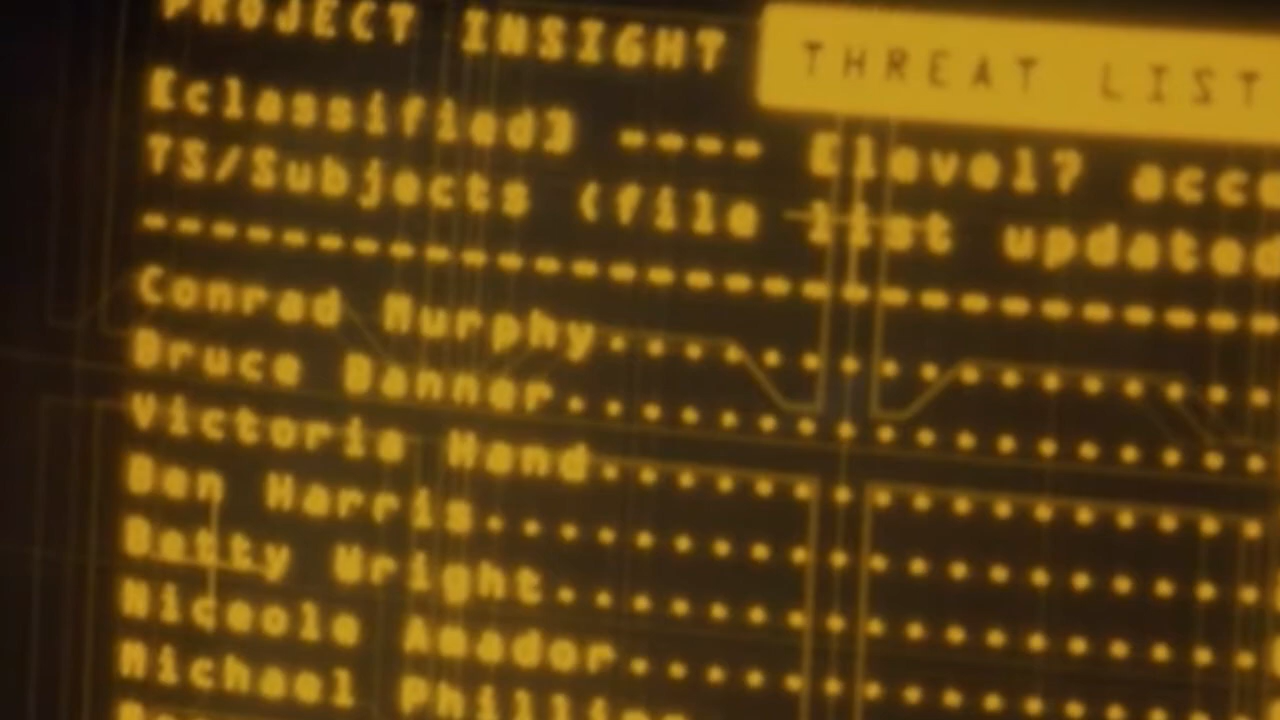 PROJECT INSIGHT THREAT LIST
[classified] ---- [level7 acce
TS/Subjects (file list updated
------------------------------
Conrad Murphy..................
Bruce Banner...................
Victoria Hand..................
Ben Harris.....................
Betty Wright...................
Niceole Amador.................
Michael Phillip